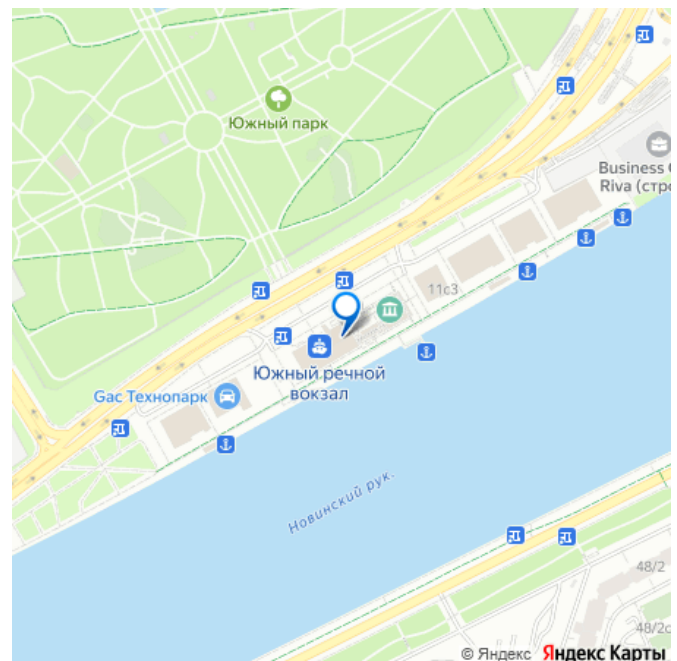 Южный парк
Business
Riva (стро
11с3
Южный речной
вокзал
Gac Технопарк
Новинский рук.
48/2
48/2с
© Яндекс Яндекс Карты